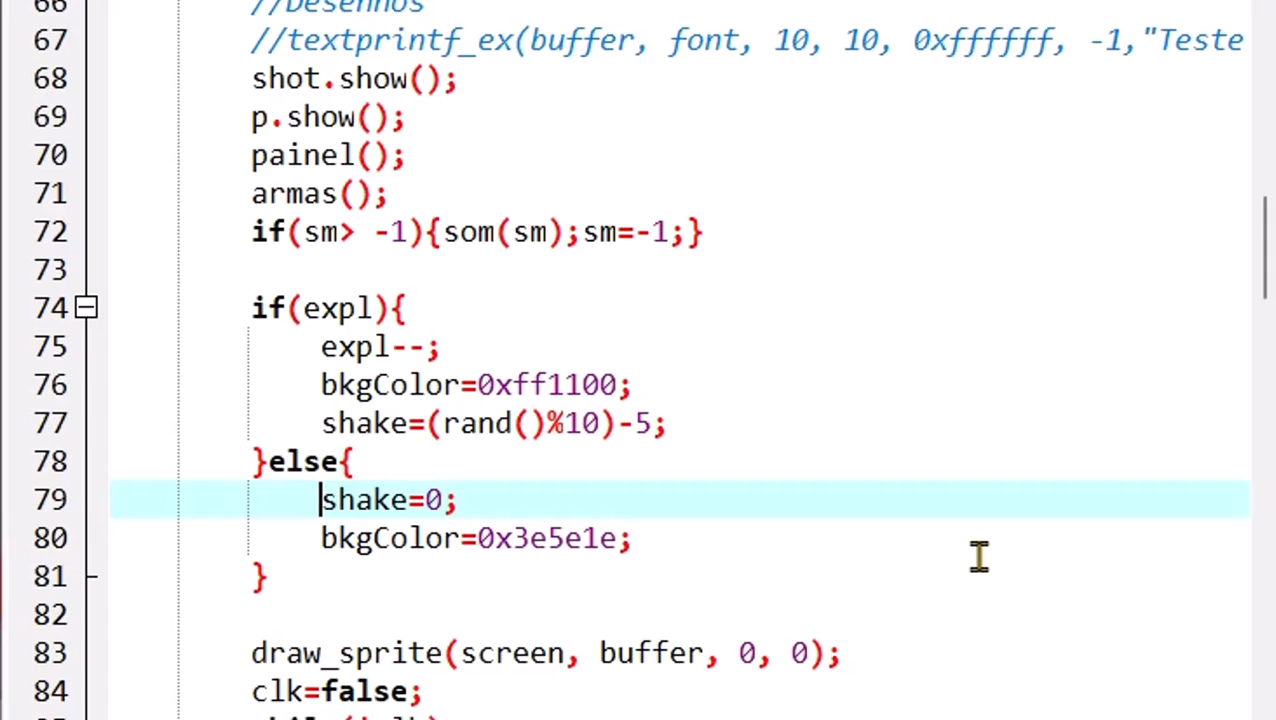 66 //Desenhos
67 //textprintf_ex(buffer, font, 10, 10, 0xffffff, -1,"Teste
68 shot.show();
69 p.show();
70 painel();
71 armas();
72 if(sm> -1){som(sm);sm=-1;}
73
74 if(expl){
75 expl--;
76 bkgColor=0xff1100;
77 shake=(rand()%10)-5;
78 }else{
79 shake=0;
80 bkgColor=0x3e5e1e;
81 }
82
83 draw_sprite(screen, buffer, 0, 0);
84 clk=false;